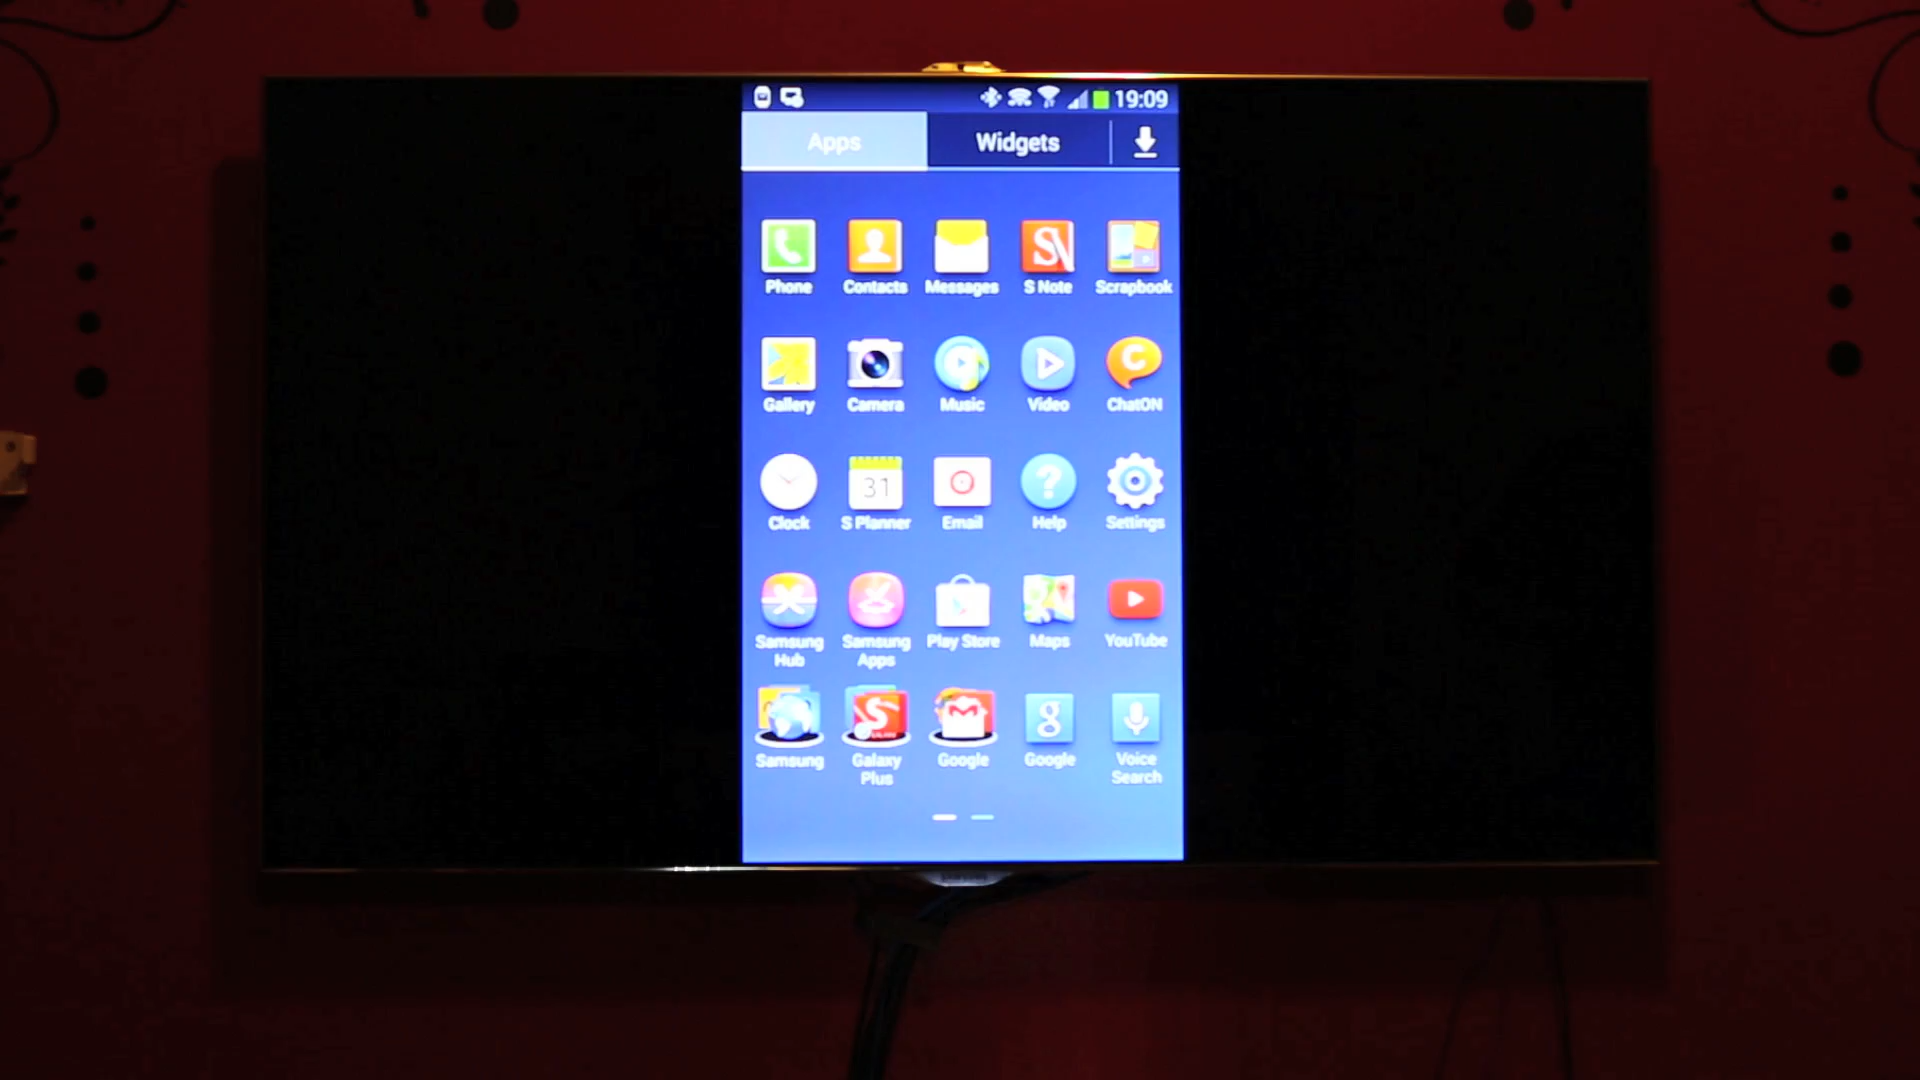 19:09
Apps Widgets
Phone Contacts Messages S Note Scrapbook
Gallery Camera Music Video ChatON
31
Clock S Planner Email Help Settings
Samsung Hub Samsung Apps Play Store Maps YouTube
Samsung Galaxy Plus Google Google Voice Search